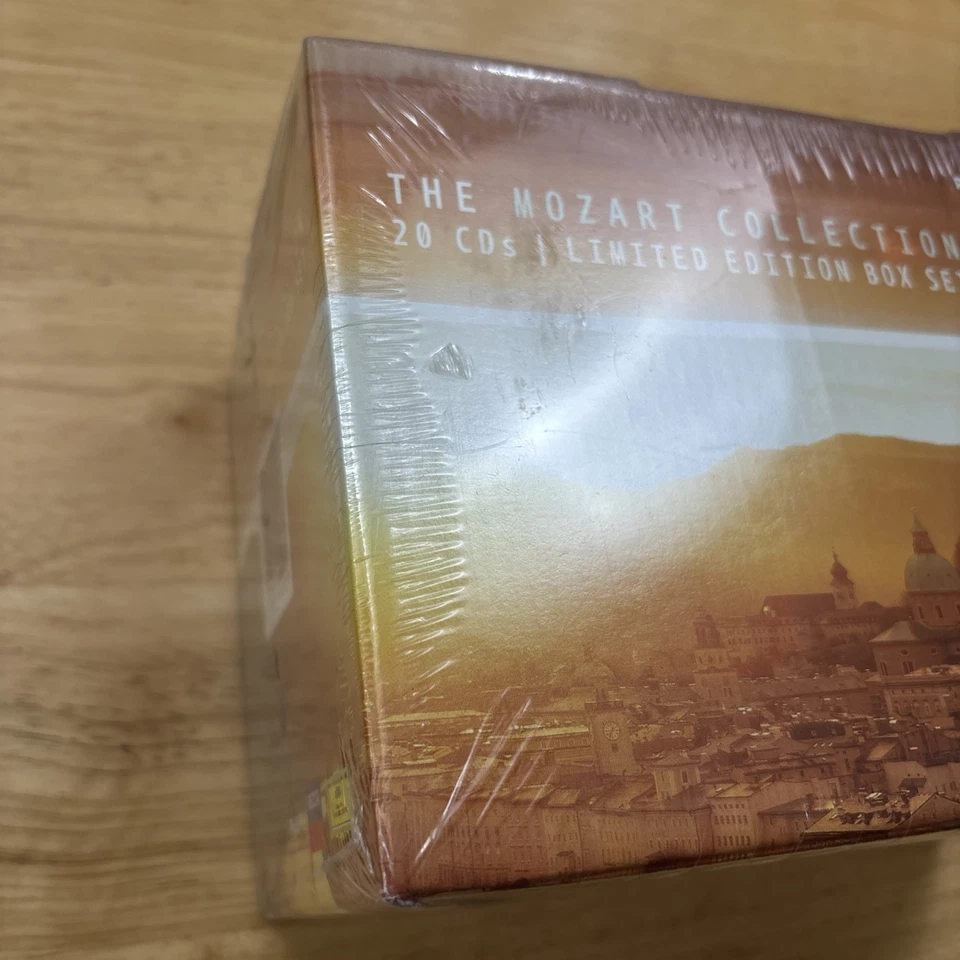 THE MOZART COLLECTION
20 CDs | LIMITED EDITION BOX SET